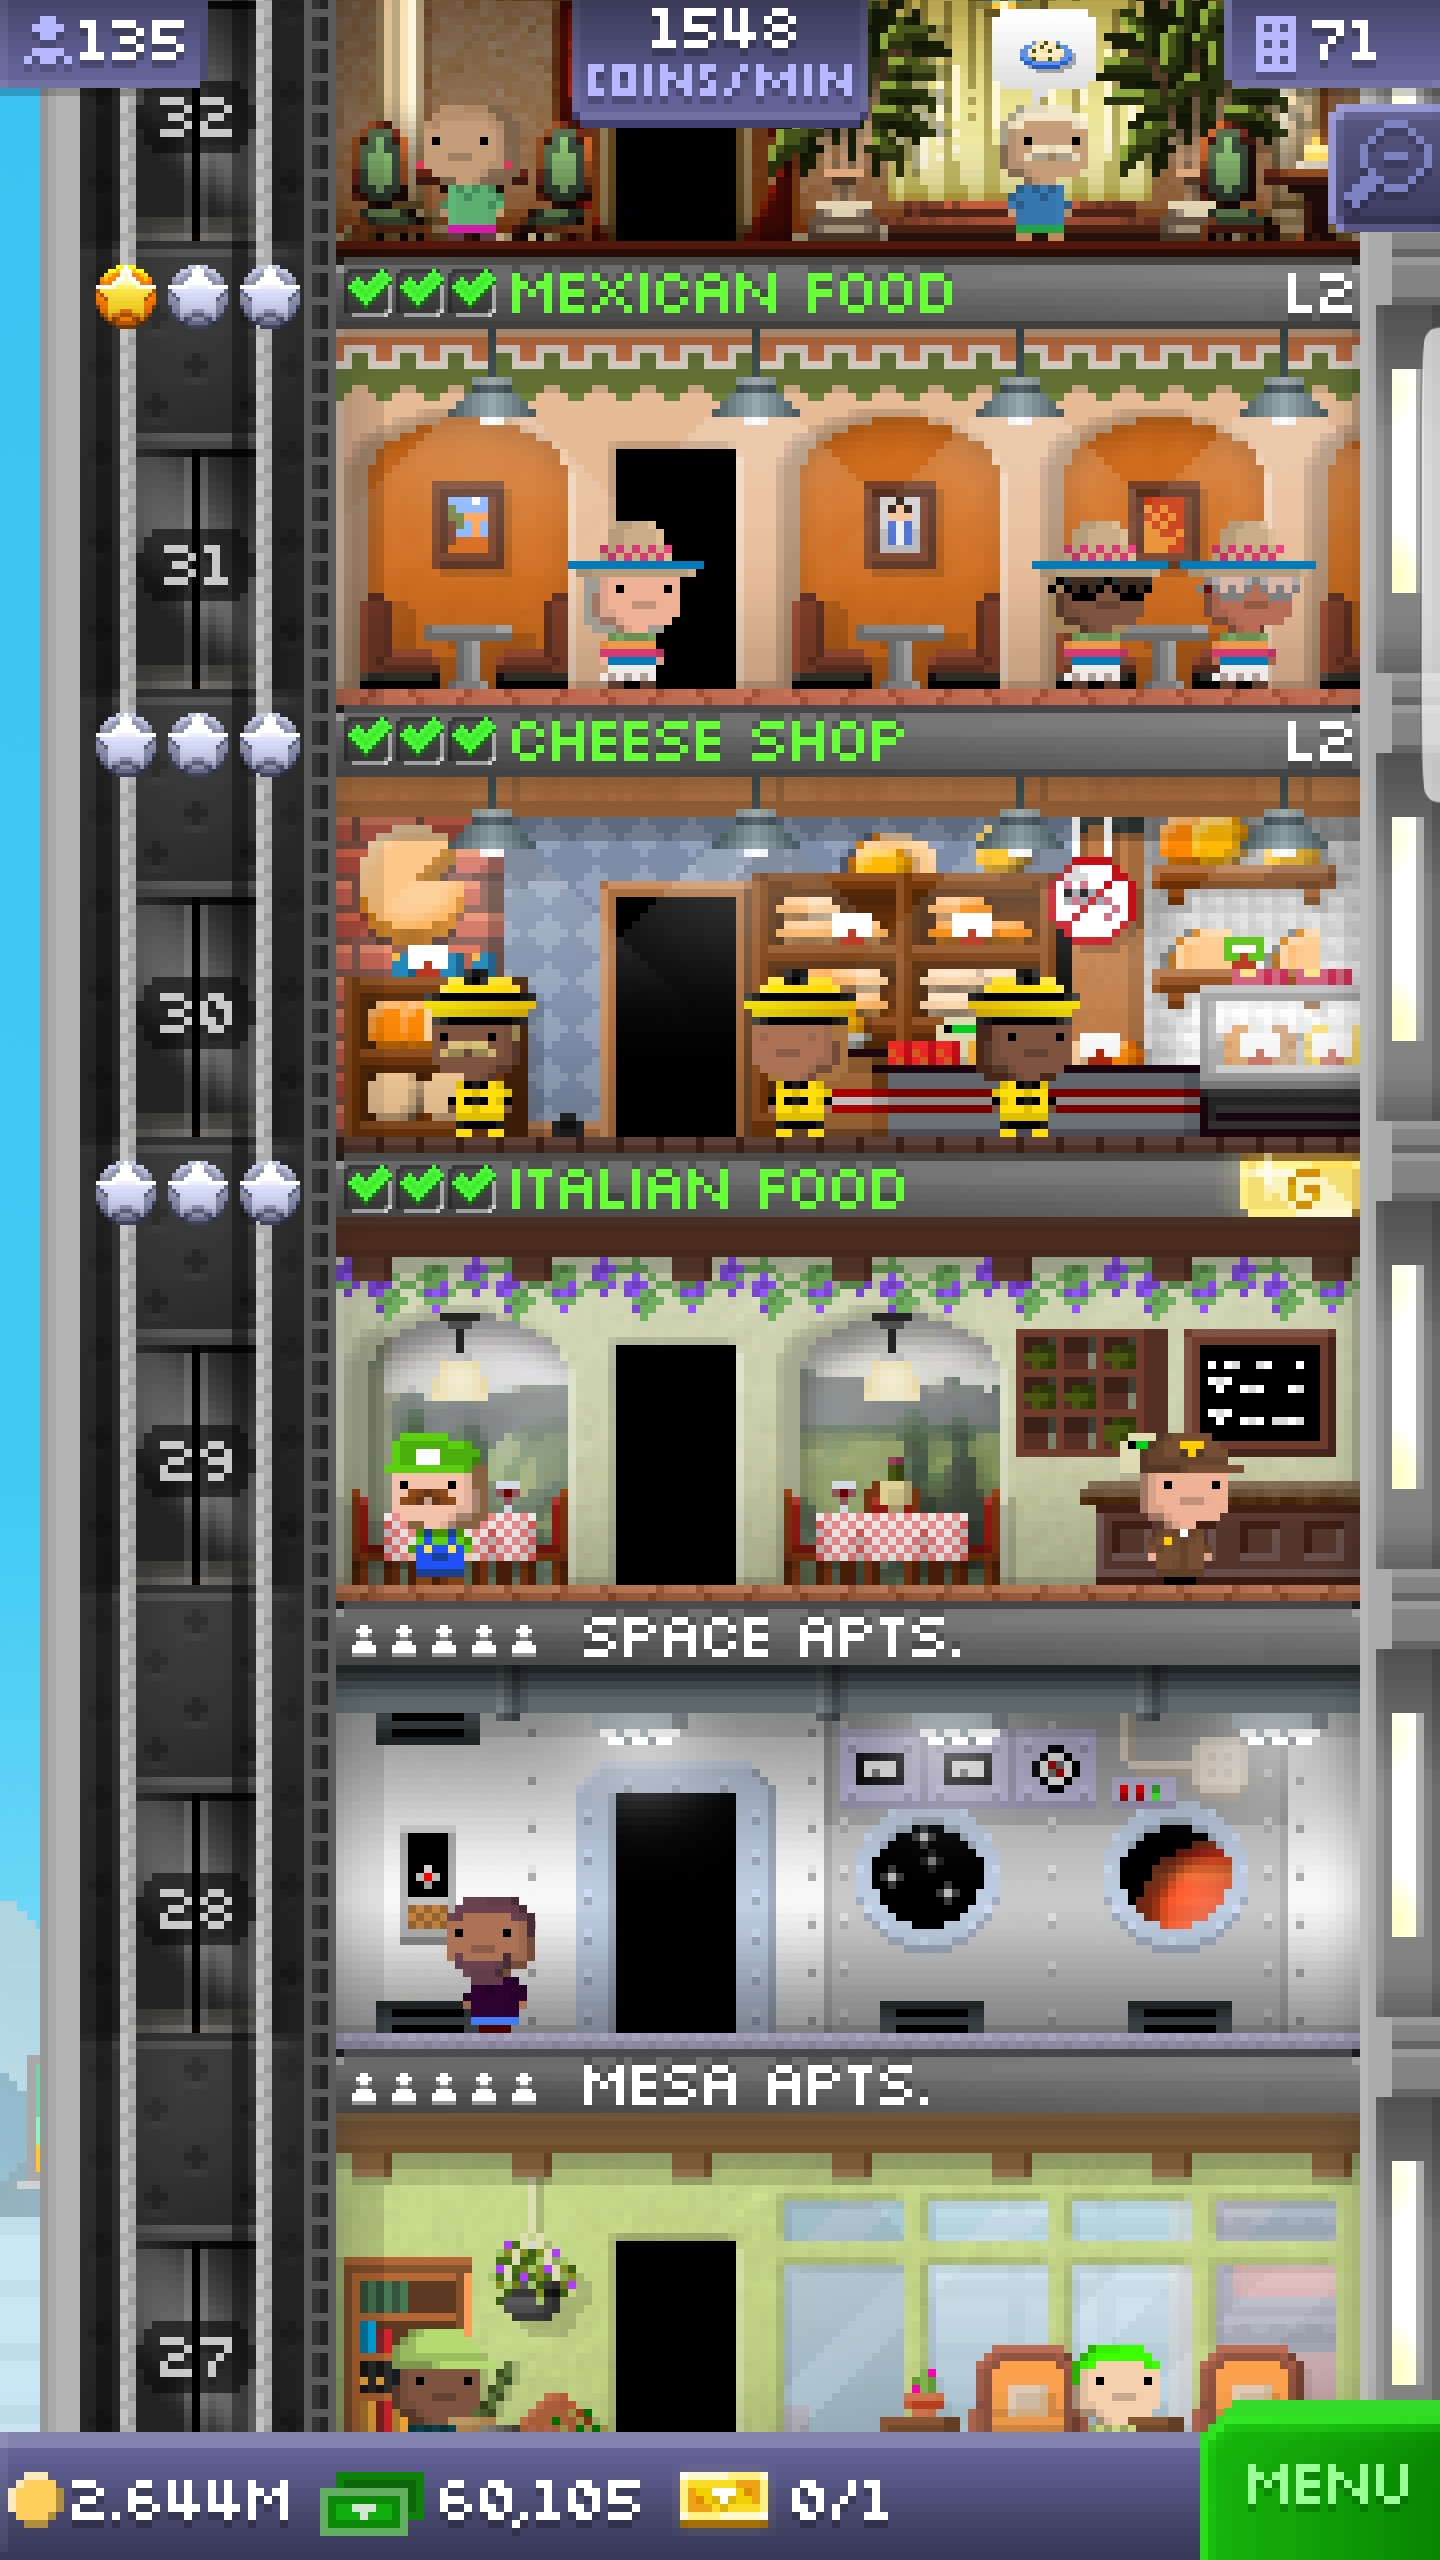 135
1548
COINS/MIN
71
32
MEXICAN FOOD L2
31
CHEESE SHOP L2
30
ITALIAN FOOD G
29
SPACE APTS.
28
MESA APTS.
27
2.644M 60,105 0/1 MENU